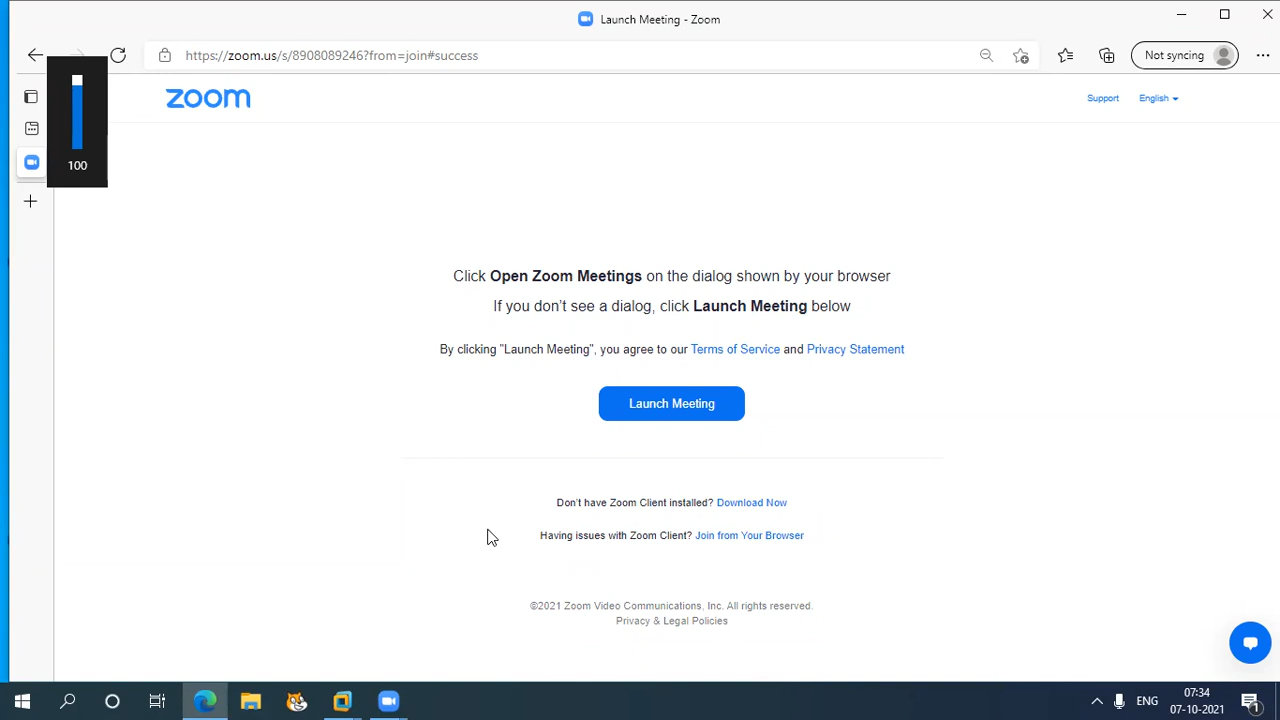 Launch Meeting - Zoom
https://zoom.us/s/8908089246?from=join#success
Not syncing
100
zoom
Support
English
Click Open Zoom Meetings on the dialog shown by your browser
If you don't see a dialog, click Launch Meeting below
By clicking "Launch Meeting", you agree to our Terms of Service and Privacy Statement
Launch Meeting
Don't have Zoom Client installed? Download Now
Having issues with Zoom Client? Join from Your Browser
©2021 Zoom Video Communications, Inc. All rights reserved.
Privacy & Legal Policies
ENG
07:34
07-10-2021
1